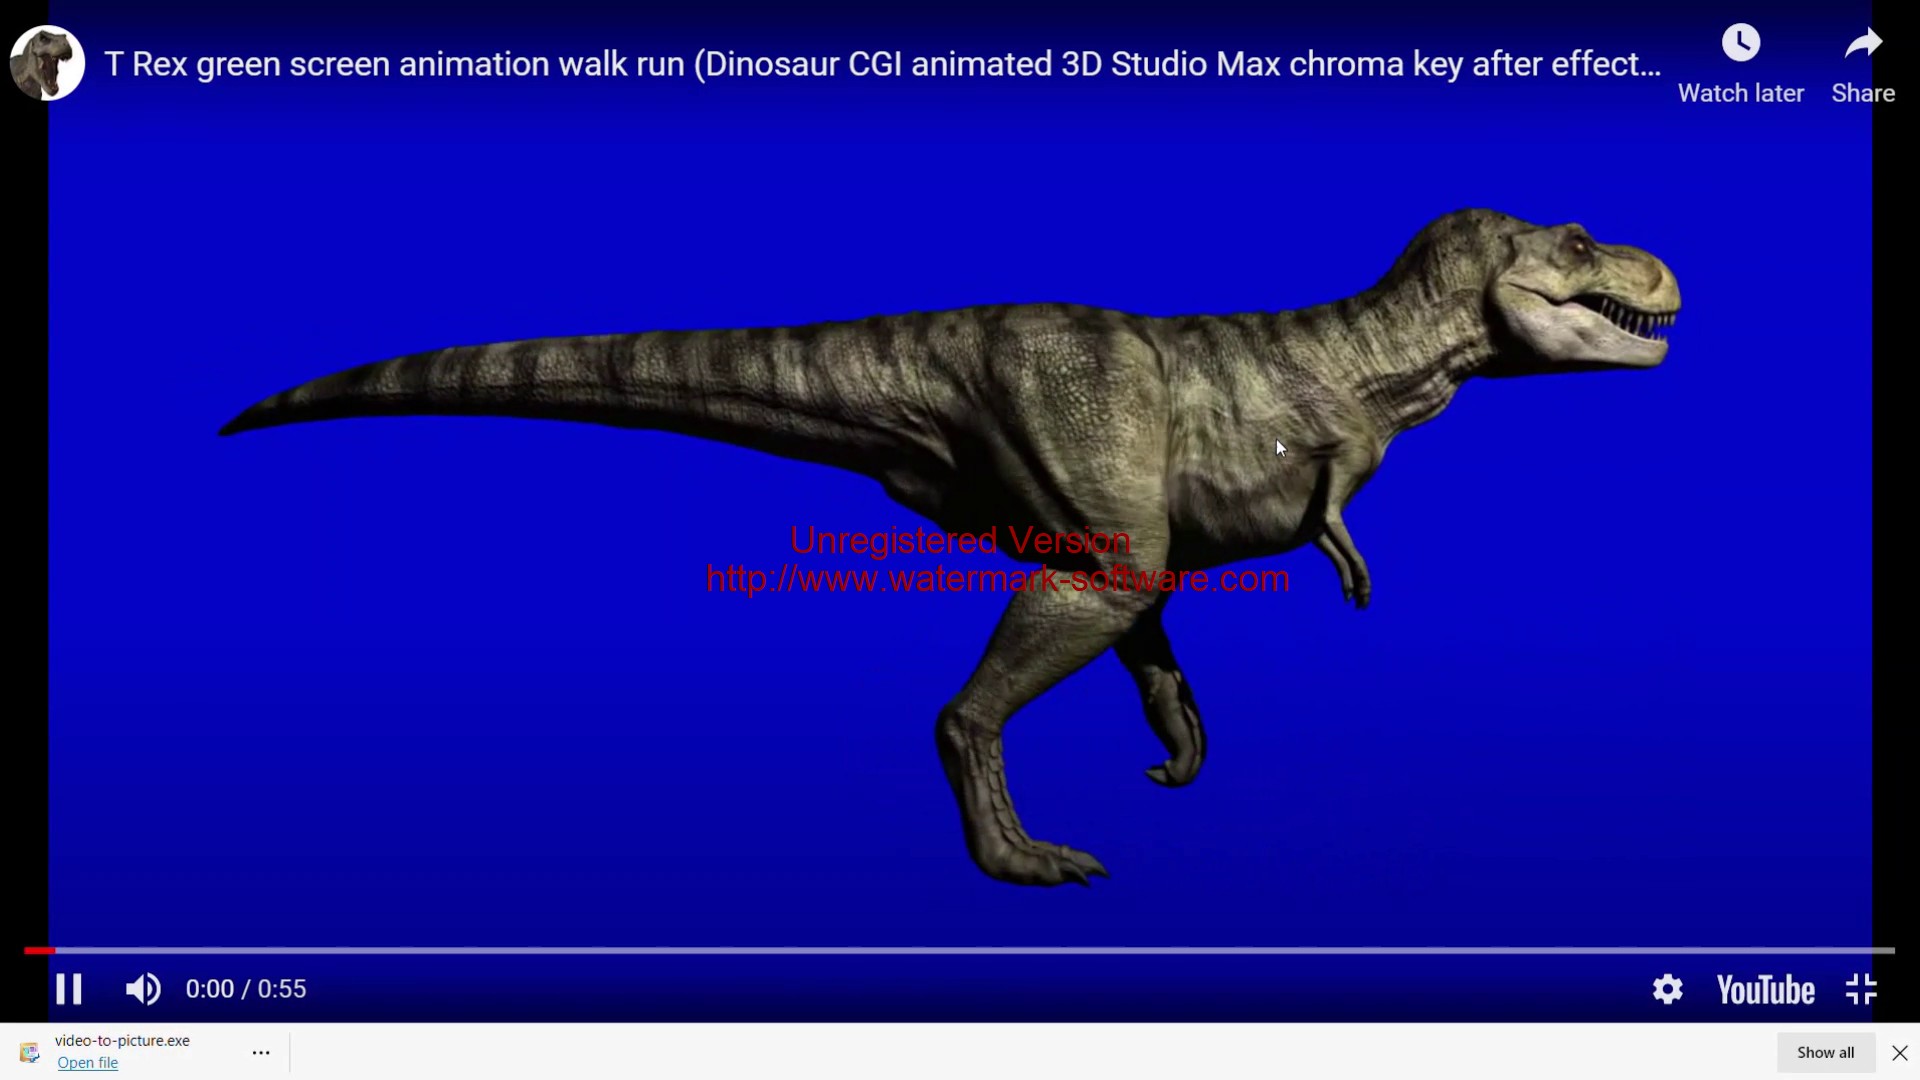 T Rex green screen animation walk run (Dinosaur CGI animated 3D Studio Max chroma key after effect...
Watch later
Share
Unregistered Version
http://www.watermark-software.com
0:00 / 0:55
YouTube
video-to-picture.exe
Open file
Show all